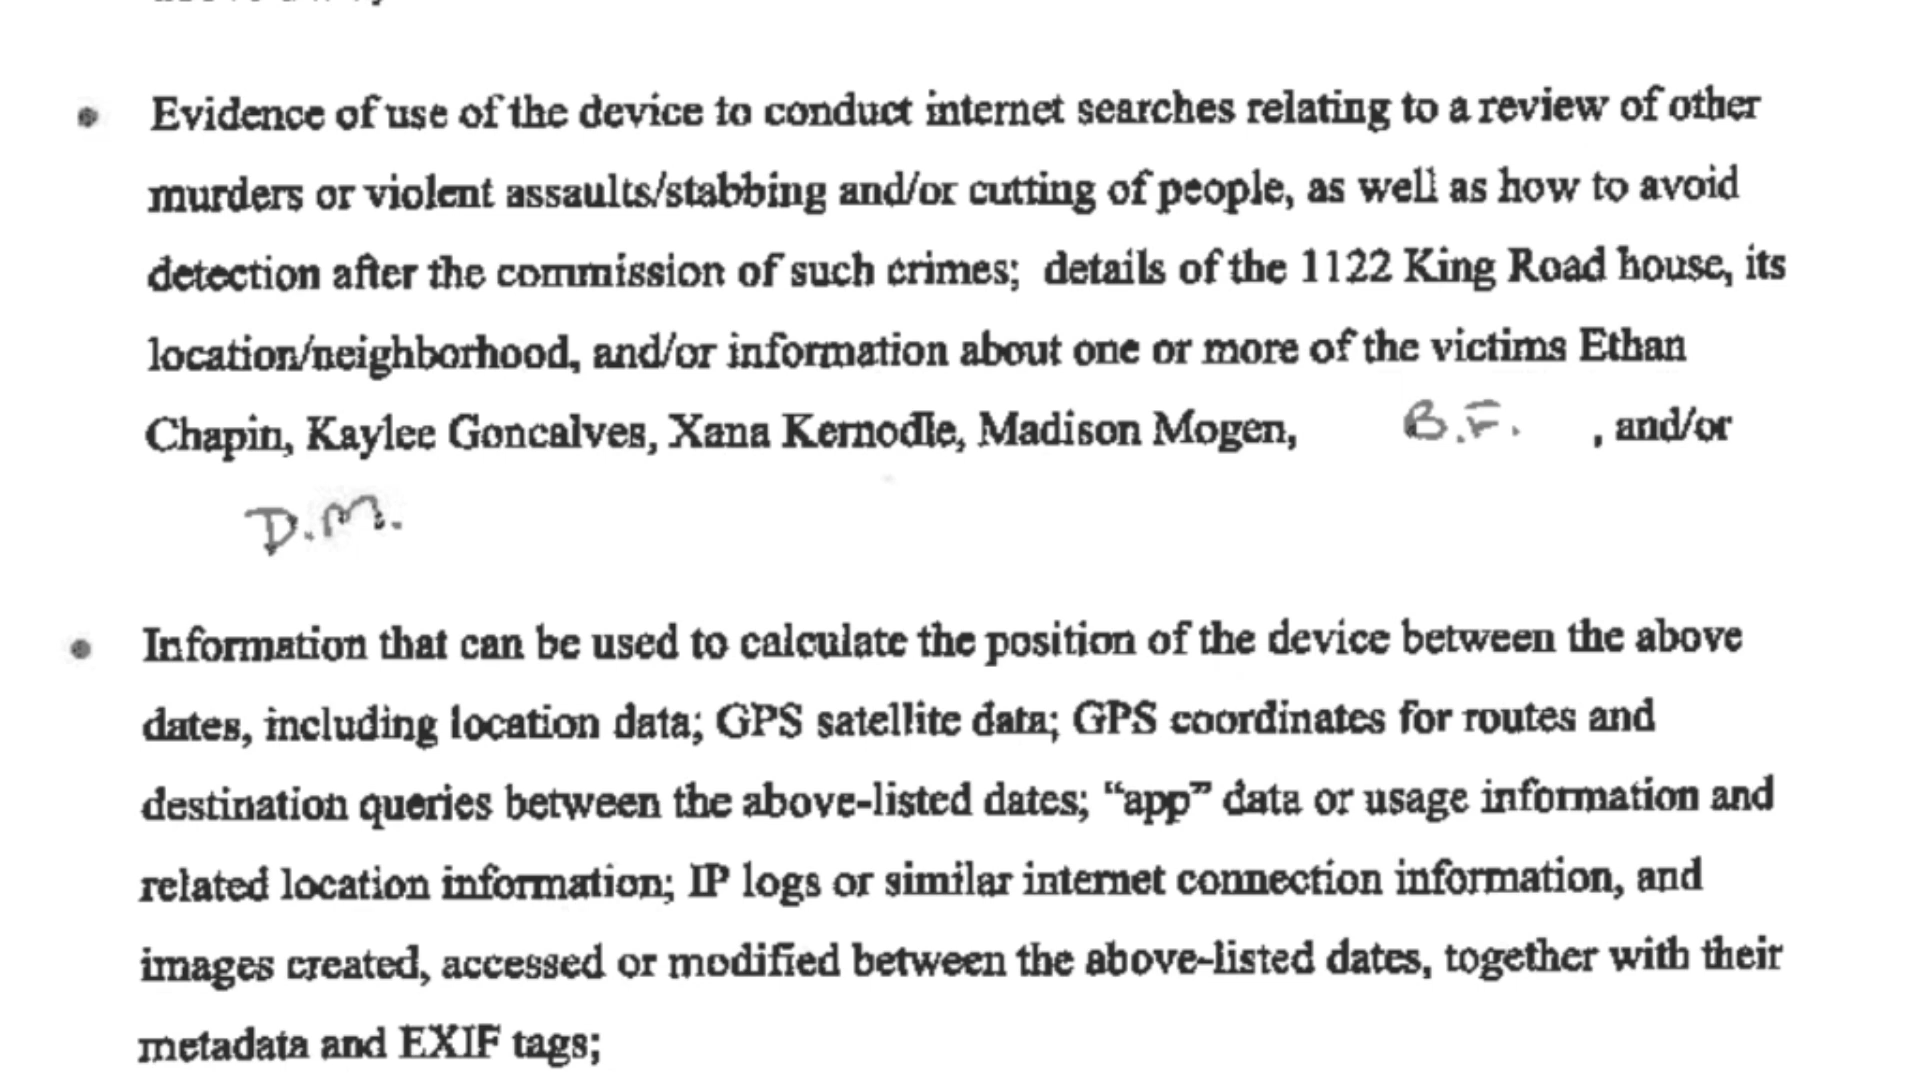 • Evidence of use of the device to conduct internet searches relating to a review of other
murders or violent assaults/stabbing and/or cutting of people, as well as how to avoid
detection after the commission of such crimes; details of the 1122 King Road house, its
location/neighborhood, and/or information about one or more of the victims Ethan
Chapin, Kaylee Goncalves, Xana Kernodle, Madison Mogen, B.F. , and/or
D.M.
• Information that can be used to calculate the position of the device between the above
dates, including location data; GPS satellite data; GPS coordinates for routes and
destination queries between the above-listed dates; “app” data or usage information and
related location information; IP logs or similar internet connection information, and
images created, accessed or modified between the above-listed dates, together with their
metadata and EXIF tags;